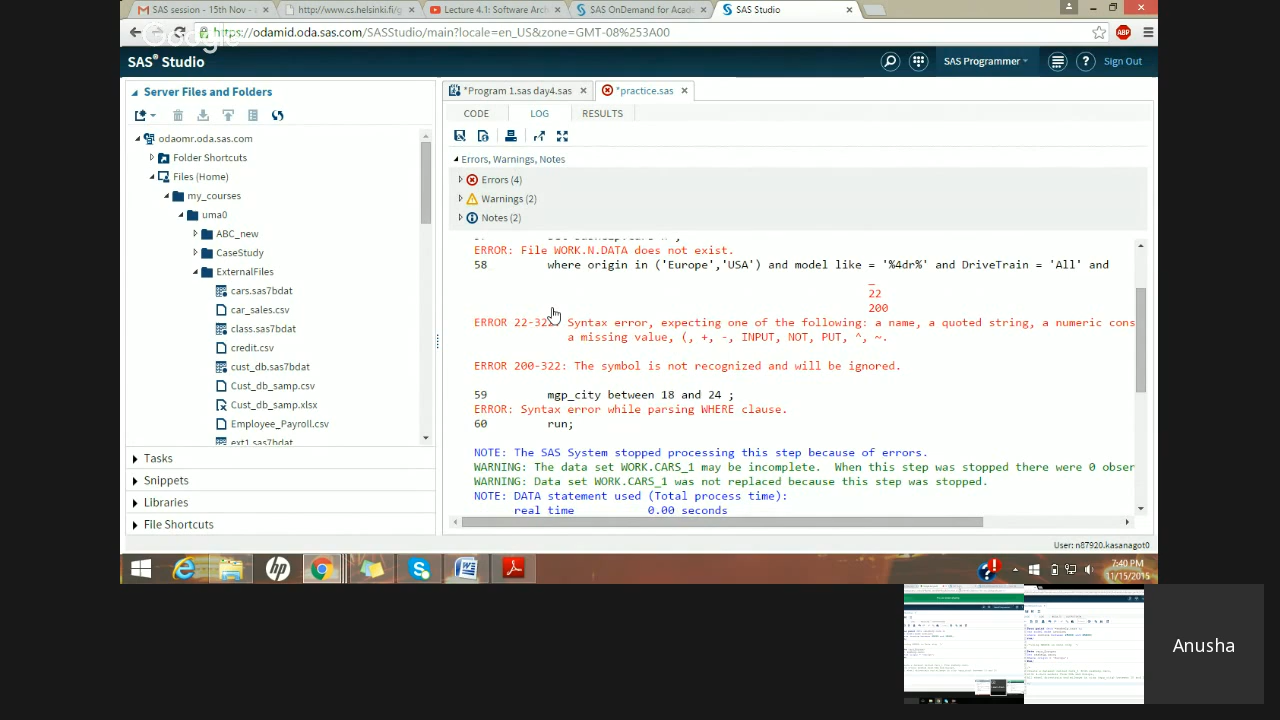 SAS session - 15th Nov - a
http://www.cs.helsinki.fi/g
Lecture 4.1: Software Arch
SAS OnDemand for Acade
SAS Studio
https://odamid.oda.sas.com/SASStudio/main?locale=en_US&zone=GMT-08%253A00
Google
ABP
SAS® Studio
SAS Programmer
Sign Out
Server Files and Folders
odaomr.oda.sas.com
Folder Shortcuts
Files (Home)
my_courses
uma0
ABC_new
CaseStudy
ExternalFiles
cars.sas7bdat
car_sales.csv
class.sas7bdat
credit.csv
cust_db.sas7bdat
Cust_db_samp.csv
Cust_db_samp.xlsx
Employee_Payroll.csv
ext1.sas7bdat
Tasks
Snippets
Libraries
File Shortcuts
*Program 1.sas day4.sas
*practice.sas
CODE
LOG
RESULTS
Errors, Warnings, Notes
Errors (4)
Warnings (2)
Notes (2)
ERROR: File WORK.N.DATA does not exist.
58 where origin in ('Europe','USA') and model like = '%4dr%' and DriveTrain = 'All' and
_
22
200
ERROR 22-322: Syntax error, expecting one of the following: a name, a quoted string, a numeric cons
a missing value, (, +, -, INPUT, NOT, PUT, ^, ~.
ERROR 200-322: The symbol is not recognized and will be ignored.
59 mgp_city between 18 and 24 ;
ERROR: Syntax error while parsing WHERE clause.
60 run;
NOTE: The SAS System stopped processing this step because of errors.
WARNING: The data set WORK.CARS_1 may be incomplete. When this step was stopped there were 0 obser
WARNING: Data set WORK.CARS_1 was not replaced because this step was stopped.
NOTE: DATA statement used (Total process time):
real time 0.00 seconds
User: n87920.kasanagot0
hp
7:40 PM
11/15/2015
Anusha